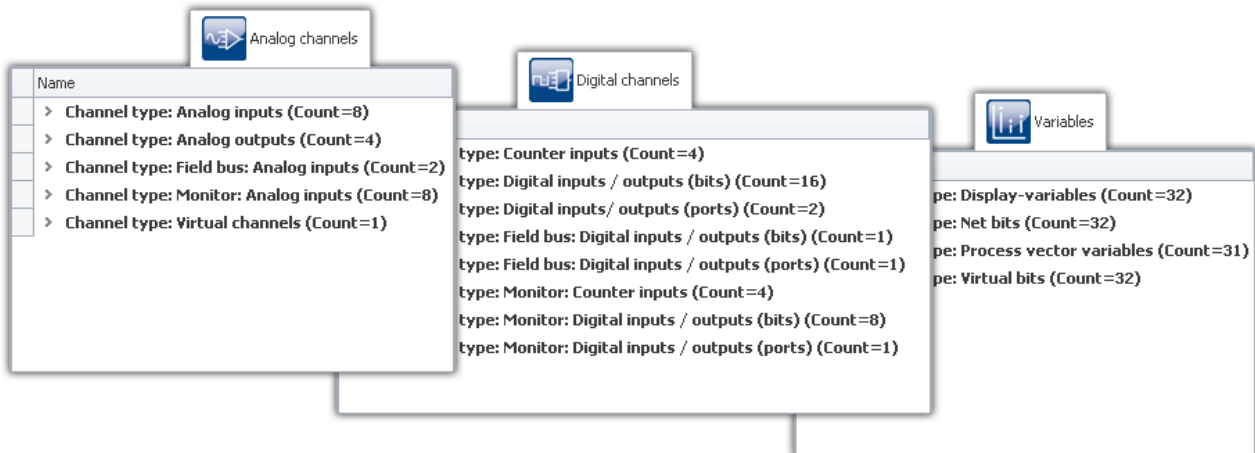 Analog channels
Name
Channel type: Analog inputs (Count=8)
Channel type: Analog outputs (Count=4)
Channel type: Field bus: Analog inputs (Count=2)
Channel type: Monitor: Analog inputs (Count=8)
Channel type: Virtual channels (Count=1)
Digital channels
type: Counter inputs (Count=4)
type: Digital inputs / outputs (bits) (Count=16)
type: Digital inputs/ outputs (ports) (Count=2)
type: Field bus: Digital inputs / outputs (bits) (Count=1)
type: Field bus: Digital inputs / outputs (ports) (Count=1)
type: Monitor: Counter inputs (Count=4)
type: Monitor: Digital inputs / outputs (bits) (Count=8)
type: Monitor: Digital inputs / outputs (ports) (Count=1)
Variables
pe: Display-variables (Count=32)
pe: Net bits (Count=32)
pe: Process vector variables (Count=31)
pe: Virtual bits (Count=32)